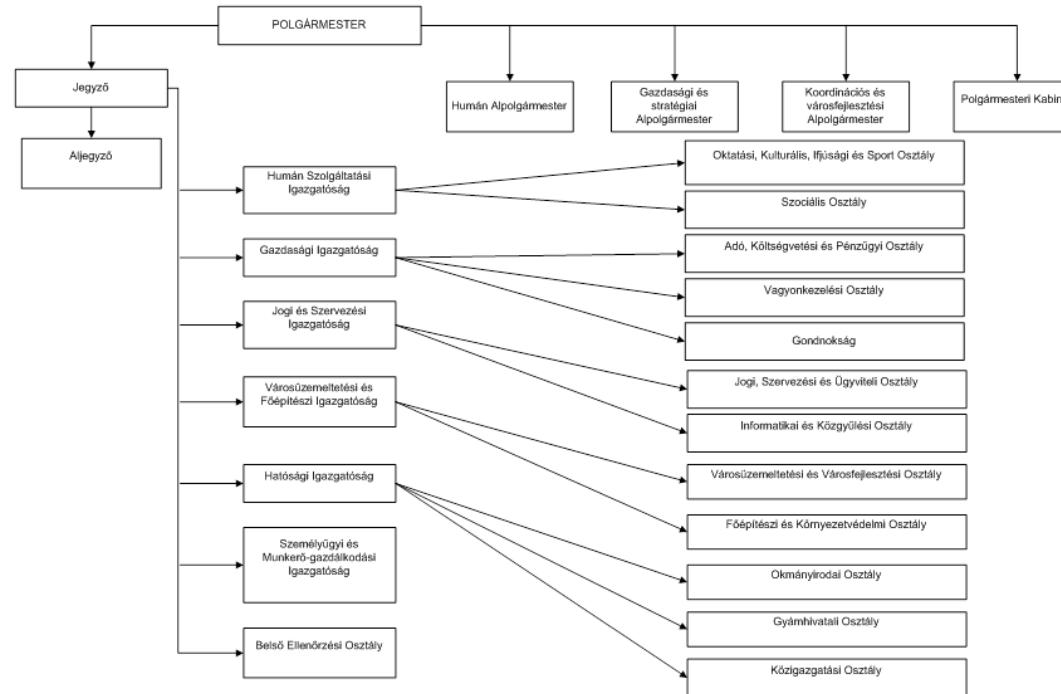 POLGÁRMESTER
Jegyző
Aljegyző
Humán Alpolgármester
Gazdasági és
stratégiai
Alpolgármester
Koordinációs és
városfejlesztési
Alpolgármester
Polgármesteri Kabin
Humán Szolgáltatási
Igazgatóság
Gazdasági Igazgatóság
Jogi és Szervezési
Igazgatóság
Városüzemeltetési és
Főépítészi Igazgatóság
Hatósági Igazgatóság
Személyügyi és
Munkerő-gazdálkodási
Igazgatóság
Belső Ellenőrzési Osztály
Oktatási, Kulturális, Ifjúsági és Sport Osztály
Szociális Osztály
Adó, Költségvetési és Pénzügyi Osztály
Vagyonkezelési Osztály
Gondnokság
Jogi, Szervezési és Ügyviteli Osztály
Informatikai és Közgyűlési Osztály
Városüzemeltetési és Városfejlesztési Osztály
Főépítészi és Környezetvédelmi Osztály
Okmányirodai Osztály
Gyámhivatali Osztály
Közigazgatási Osztály